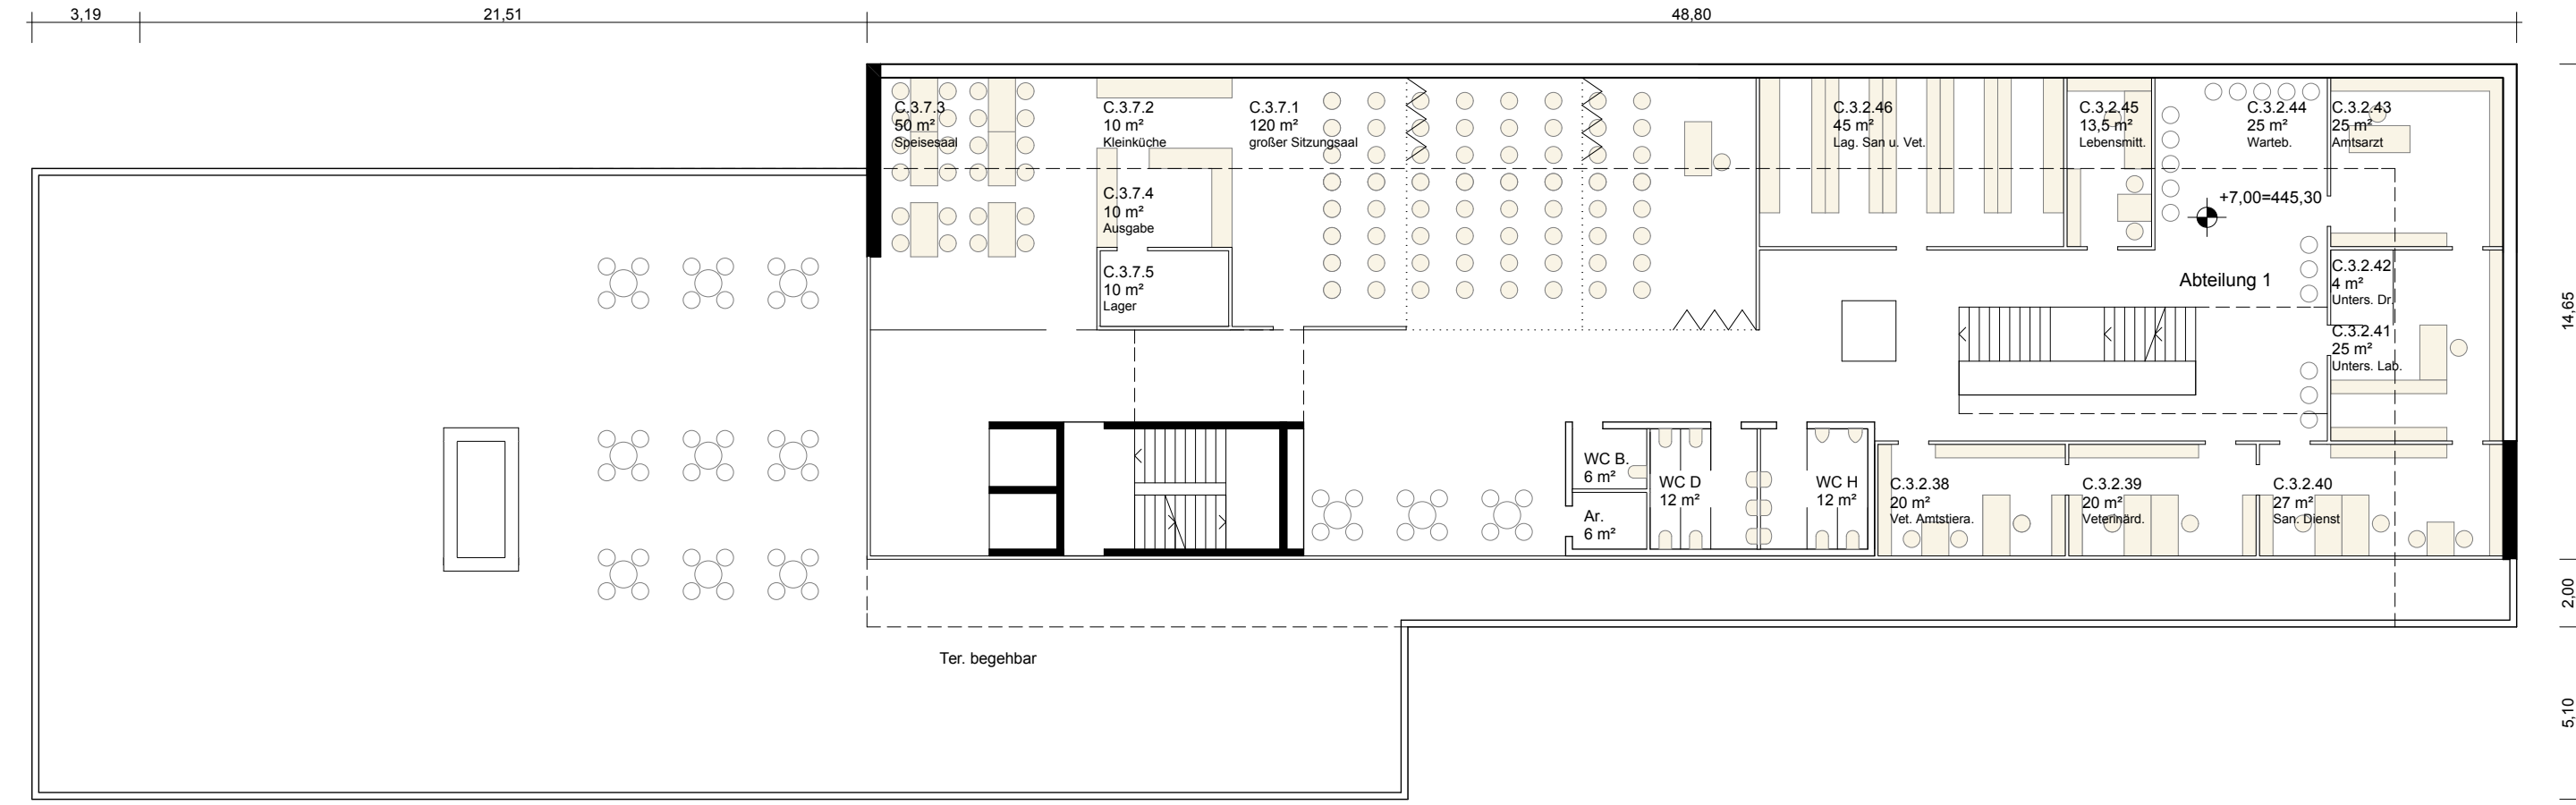 3,19
21,51
48,80
C.3.7.3
50 m²
Speisesaal
C.3.7.2
10 m²
Kleinküche
C.3.7.1
120 m²
großer Sitzungsaal
C.3.2.46
45 m²
Lag. San u. Vet.
C.3.2.45
13,5 m²
Lebensmitt.
C.3.2.44
25 m²
Warteb.
C.3.2.43
25 m²
Amtsarzt
C.3.7.4
10 m²
Ausgabe
+7,00=445,30
C.3.7.5
10 m²
Lager
Abteilung 1
C.3.2.42
4 m²
Unters. Dr.
C.3.2.41
25 m²
Unters. Lab.
14,65
WC B.
6 m²
WC D
12 m²
WC H
12 m²
Ar.
6 m²
C.3.2.38
20 m²
Vet. Amtstiera.
C.3.2.39
20 m²
Veterinärd.
C.3.2.40
27 m²
San. Dienst
2,00
Ter. begehbar
5,10